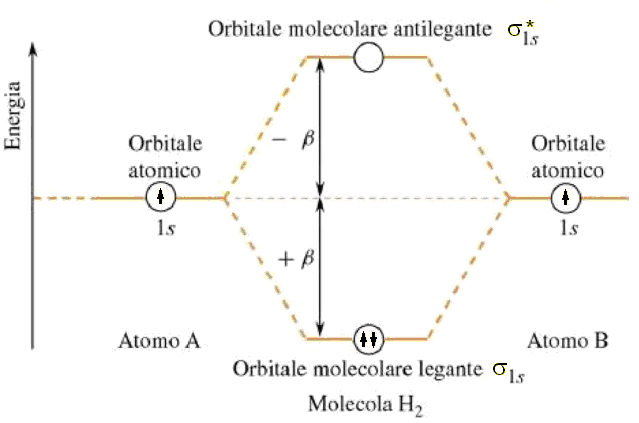 Orbitale molecolare antilegante σ*1s
Energia
− β
Orbitale
atomico
1s
Orbitale
atomico
1s
+ β
Atomo A
Atomo B
Orbitale molecolare legante σ1s
Molecola H2